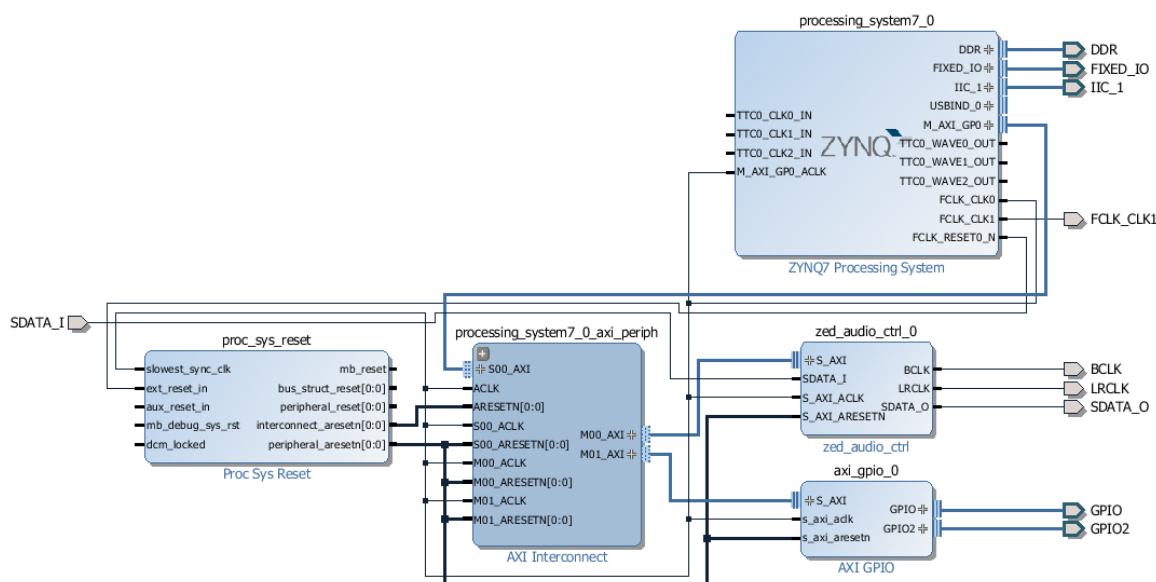 processing_system7_0
DDR
FIXED_IO
IIC_1
USBIND_0
M_AXI_GP0
TTC0_WAVE0_OUT
TTC0_WAVE1_OUT
TTC0_WAVE2_OUT
FCLK_CLK0
FCLK_CLK1
FCLK_RESET0_N
TTC0_CLK0_IN
TTC0_CLK1_IN
TTC0_CLK2_IN
M_AXI_GP0_ACLK
ZYNQ
ZYNQ7 Processing System
DDR
FIXED_IO
IIC_1
FCLK_CLK1
SDATA_I
proc_sys_reset
slowest_sync_clk
ext_reset_in
aux_reset_in
mb_debug_sys_rst
dcm_locked
mb_reset
bus_struct_reset[0:0]
peripheral_reset[0:0]
interconnect_aresetn[0:0]
peripheral_aresetn[0:0]
Proc Sys Reset
processing_system7_0_axi_periph
S00_AXI
ACLK
ARESETN[0:0]
S00_ACLK
S00_ARESETN[0:0]
M00_ACLK
M00_ARESETN[0:0]
M01_ACLK
M01_ARESETN[0:0]
M00_AXI
M01_AXI
AXI Interconnect
zed_audio_ctrl_0
S_AXI
SDATA_I
S_AXI_ACLK
S_AXI_ARESETN
BCLK
LRCLK
SDATA_O
zed_audio_ctrl
BCLK
LRCLK
SDATA_O
axi_gpio_0
S_AXI
s_axi_aclk
s_axi_aresetn
GPIO
GPIO2
AXI GPIO
GPIO
GPIO2